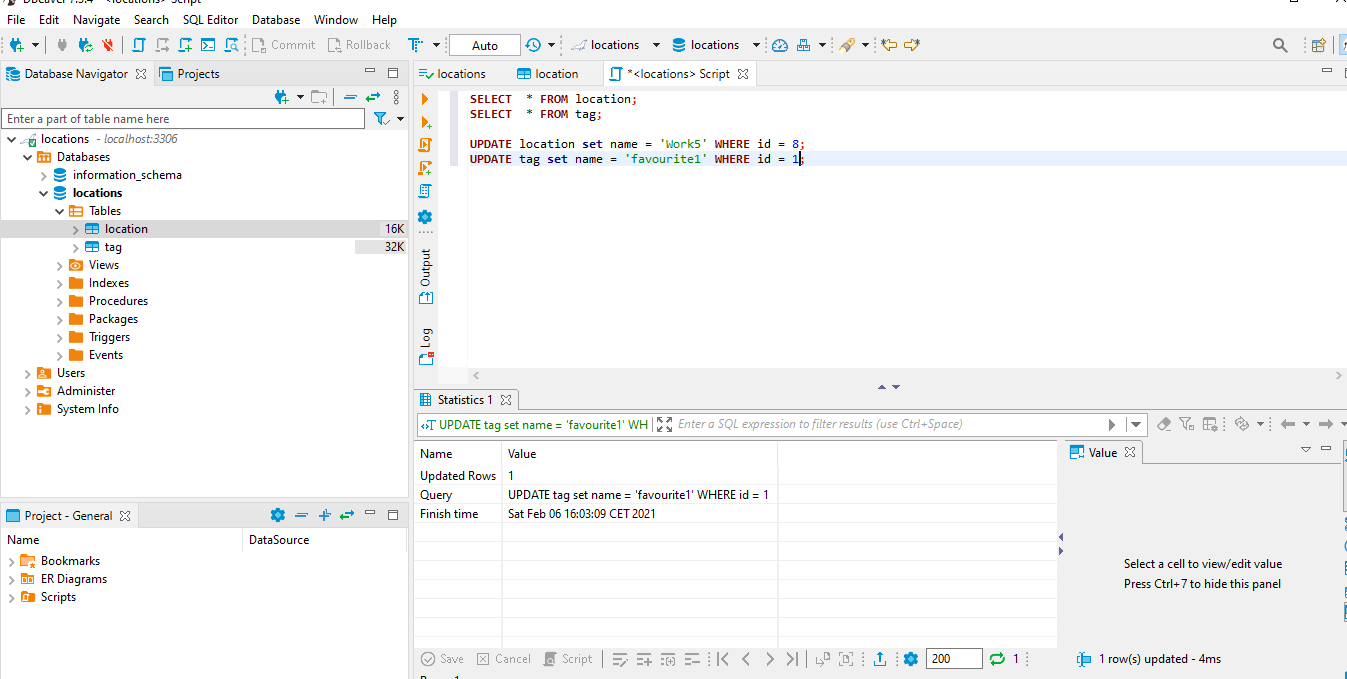 DBeaver 7.3.4 - <locations> Script
File Edit Navigate Search SQL Editor Database Window Help
Commit Rollback Auto locations locations
Database Navigator Projects
Enter a part of table name here
locations - localhost:3306
Databases
information_schema
locations
Tables
location 16K
tag 32K
Views
Indexes
Procedures
Packages
Triggers
Events
Users
Administer
System Info
Project - General
Name DataSource
Bookmarks
ER Diagrams
Scripts
locations location *<locations> Script
SELECT * FROM location;
SELECT * FROM tag;
UPDATE location set name = 'Work5' WHERE id = 8;
UPDATE tag set name = 'favourite1' WHERE id = 1;
Output
Log
Statistics 1
UPDATE tag set name = 'favourite1' WH Enter a SQL expression to filter results (use Ctrl+Space)
Name Value
Updated Rows 1
Query UPDATE tag set name = 'favourite1' WHERE id = 1
Finish time Sat Feb 06 16:03:09 CET 2021
Value
Select a cell to view/edit value
Press Ctrl+7 to hide this panel
Save Cancel Script 200 1 1 row(s) updated - 4ms